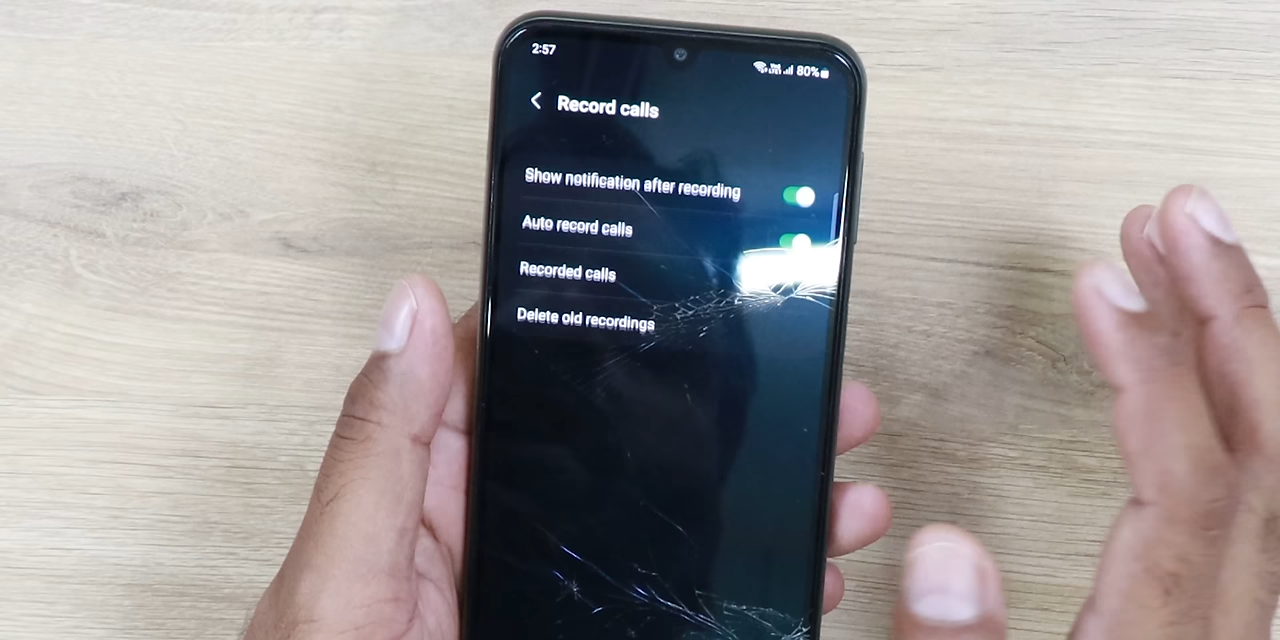 2:57
80%
Record calls
Show notification after recording
Auto record calls
Recorded calls
Delete old recordings